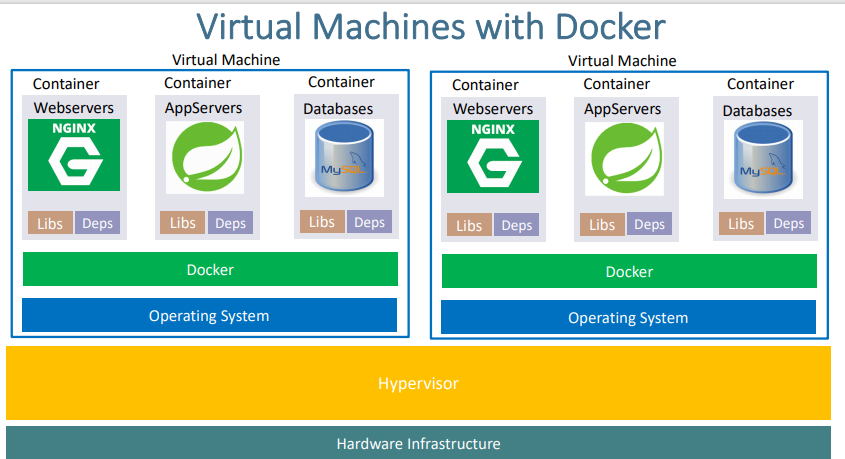 Virtual Machines with Docker
Virtual Machine
Container
Container
Container
Webservers
AppServers
Databases
NGINX
G
MySQL
Libs
Deps
Libs
Deps
Libs
Deps
Docker
Operating System
Virtual Machine
Container
Container
Container
Webservers
AppServers
Databases
NGINX
G
MySQL
Libs
Deps
Libs
Deps
Libs
Deps
Docker
Operating System
Hypervisor
Hardware Infrastructure